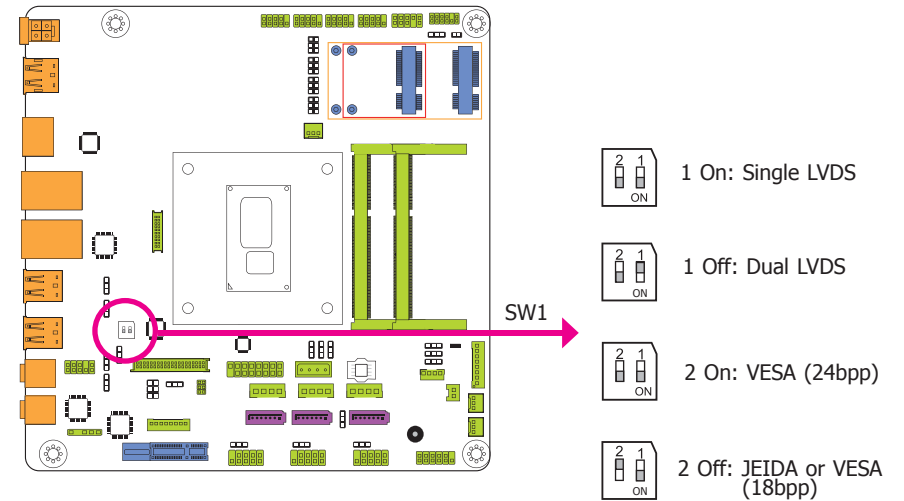 SW1
2 1
ON
1 On: Single LVDS
2 1
ON
1 Off: Dual LVDS
2 1
ON
2 On: VESA (24bpp)
2 1
ON
2 Off: JEIDA or VESA
(18bpp)